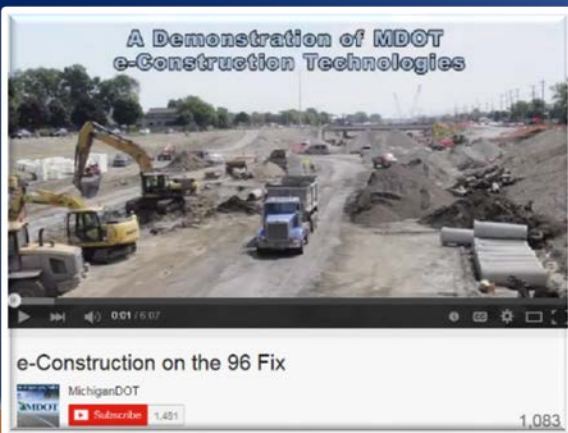 A Demonstration of MDOT
e-Construction Technologies
0:01 / 6:07
e-Construction on the 96 Fix
MichiganDOT
MDOT
Subscribe 1,481
1,083